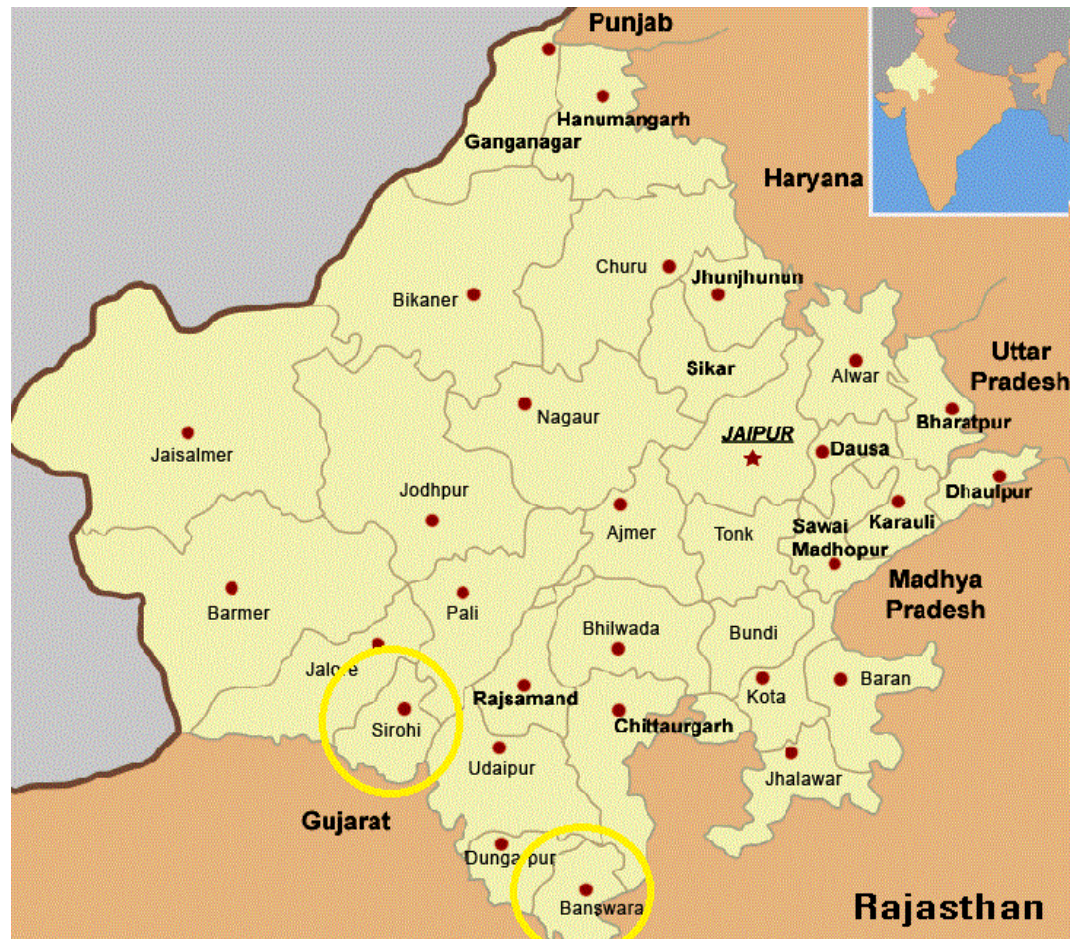 Punjab
Hanumangarh
Ganganagar
Haryana
Churu
Jhunjhunun
Bikaner
Uttar
Pradesh
Sikar
Alwar
Nagaur
Bharatpur
JAIPUR
Dausa
Jaisalmer
Jodhpur
Dhaulpur
Ajmer
Tonk
Sawai
Madhopur
Karauli
Madhya
Pradesh
Barmer
Pali
Bhilwada
Bundi
Jalore
Rajsamand
Kota
Baran
Sirohi
Chittaurgarh
Udaipur
Jhalawar
Gujarat
Dungarpur
Banswara
Rajasthan